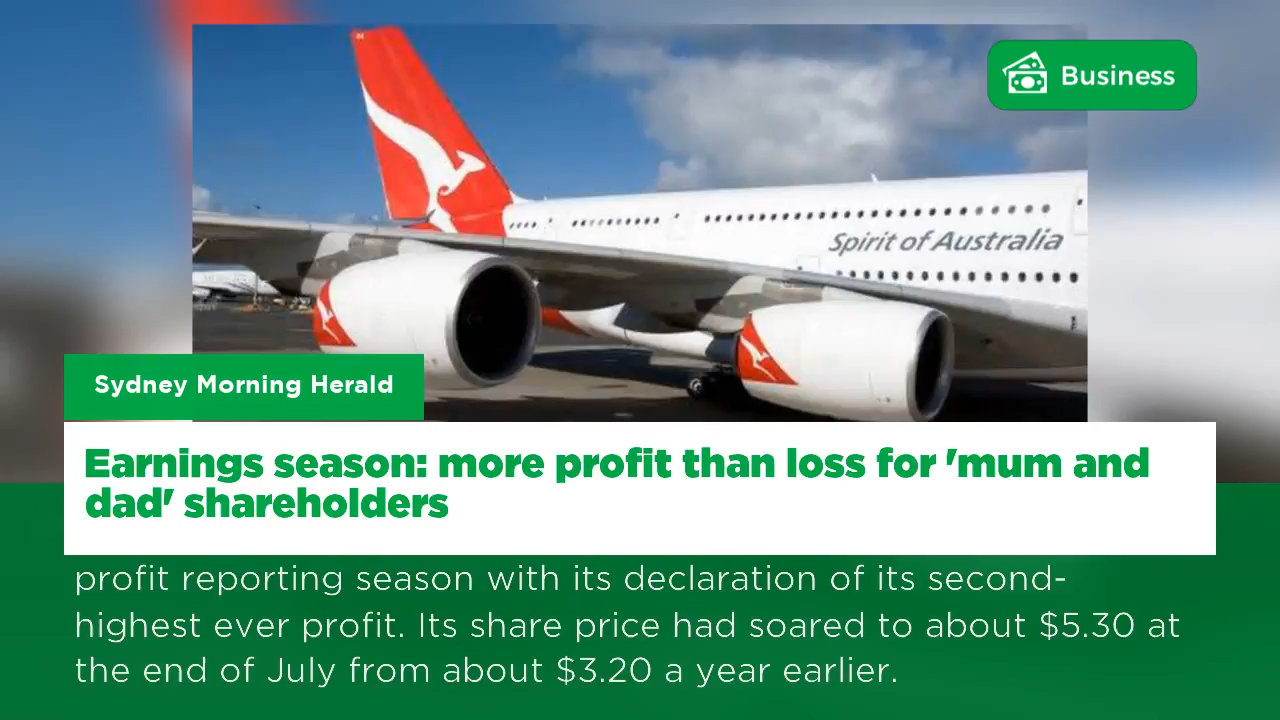 Business
Spirit of Australia
Sydney Morning Herald
Earnings season: more profit than loss for 'mum and
dad' shareholders
profit reporting season with its declaration of its second-
highest ever profit. Its share price had soared to about $5.30 at
the end of July from about $3.20 a year earlier.